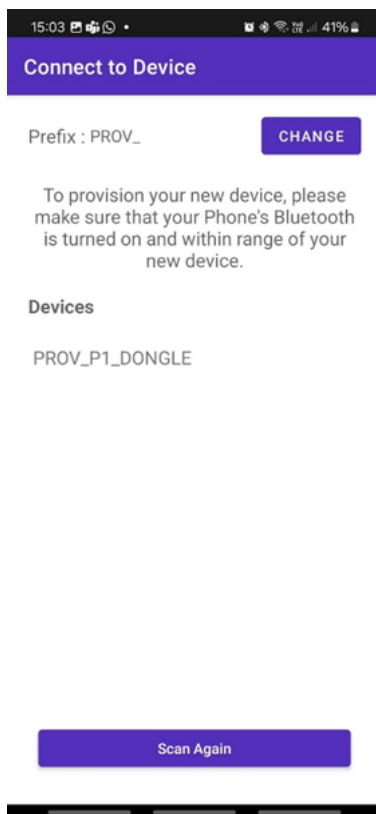 15:03 41%
Connect to Device
Prefix : PROV_ CHANGE
To provision your new device, please
make sure that your Phone's Bluetooth
is turned on and within range of your
new device.
Devices
PROV_P1_DONGLE
Scan Again